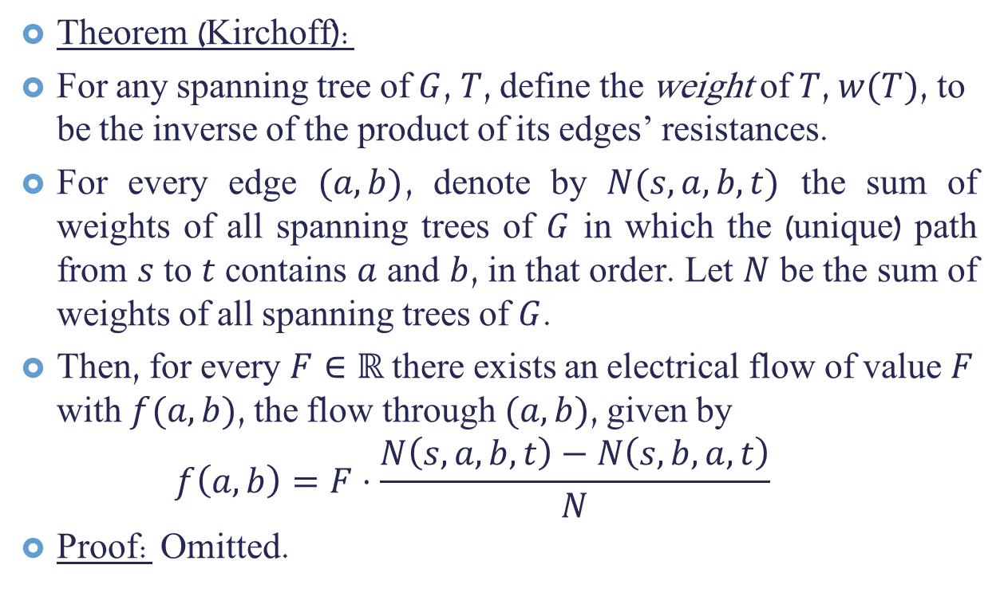 Theorem (Kirchoff):
For any spanning tree of G, T, define the weight of T, w(T), to
be the inverse of the product of its edges’ resistances.
For every edge (a, b), denote by N(s, a, b, t) the sum of
weights of all spanning trees of G in which the (unique) path
from s to t contains a and b, in that order. Let N be the sum of
weights of all spanning trees of G.
Then, for every F ∈ ℝ there exists an electrical flow of value F
with f(a, b), the flow through (a, b), given by
f(a, b) = F · (N(s, a, b, t) − N(s, b, a, t)) / N
Proof: Omitted.